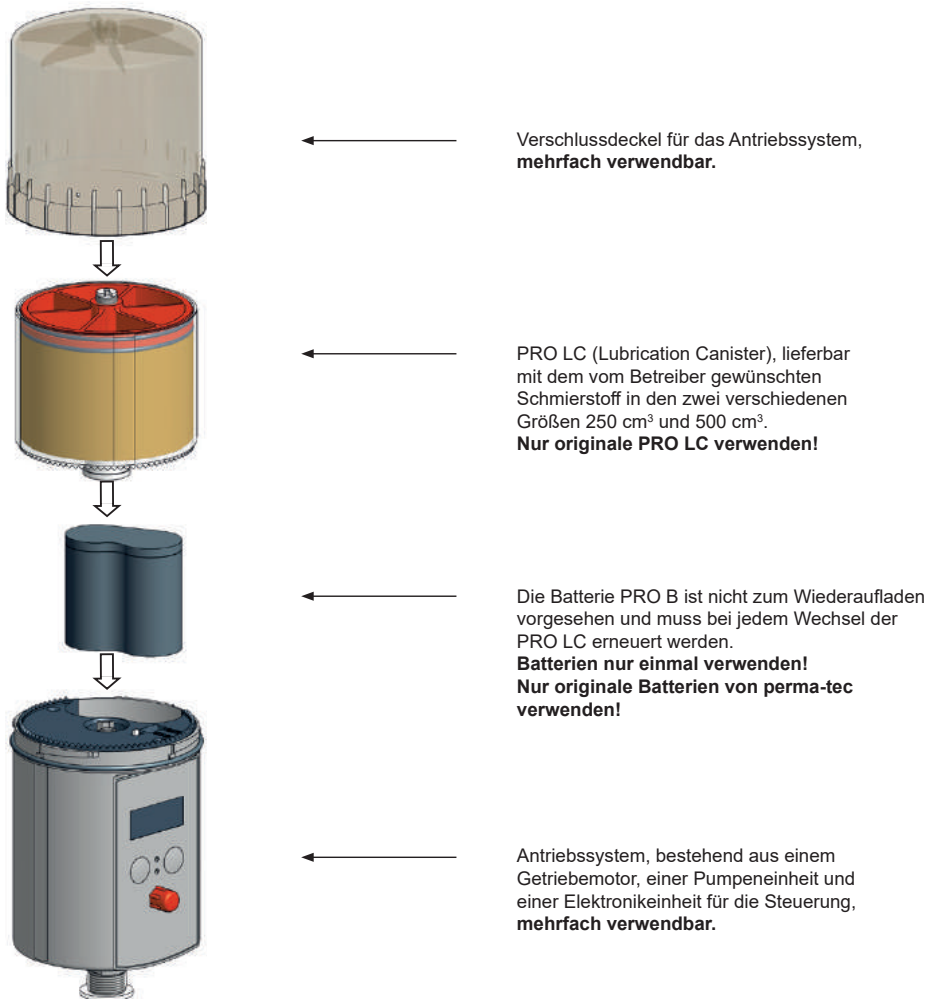 Verschlussdeckel für das Antriebssystem,
mehrfach verwendbar.
PRO LC (Lubrication Canister), lieferbar
mit dem vom Betreiber gewünschten
Schmierstoff in den zwei verschiedenen
Größen 250 cm³ und 500 cm³.
Nur originale PRO LC verwenden!
Die Batterie PRO B ist nicht zum Wiederaufladen
vorgesehen und muss bei jedem Wechsel der
PRO LC erneuert werden.
Batterien nur einmal verwenden!
Nur originale Batterien von perma-tec
verwenden!
Antriebssystem, bestehend aus einem
Getriebemotor, einer Pumpeneinheit und
einer Elektronikeinheit für die Steuerung,
mehrfach verwendbar.